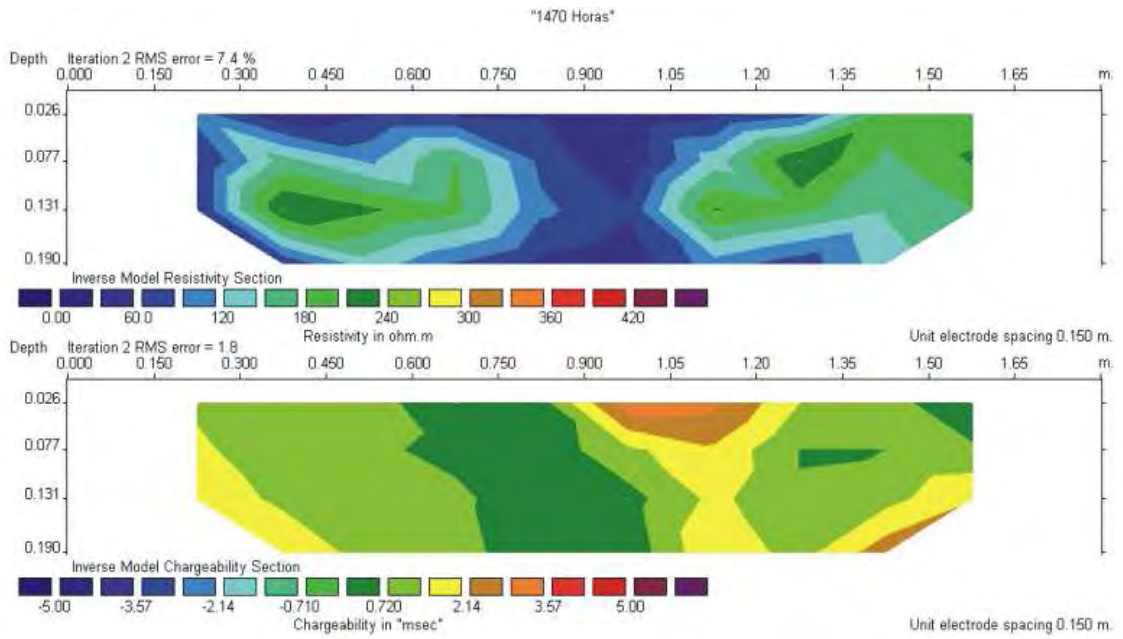 "1470 Horas"
Depth Iteration 2 RMS error = 7.4 %
0.000 0.150 0.300 0.450 0.600 0.750 0.900 1.05 1.20 1.35 1.50 1.65 m.
0.026
0.077
0.131
0.190
Inverse Model Resistivity Section
0.00 60.0 120 180 240 300 360 420
Resistivity in ohm.m
Unit electrode spacing 0.150 m.
Depth Iteration 2 RMS error = 1.8
0.000 0.150 0.300 0.450 0.600 0.750 0.900 1.05 1.20 1.35 1.50 1.65 m.
0.026
0.077
0.131
0.190
Inverse Model Chargeability Section
-5.00 -3.57 -2.14 -0.710 0.720 2.14 3.57 5.00
Chargeability in "msec"
Unit electrode spacing 0.150 m.